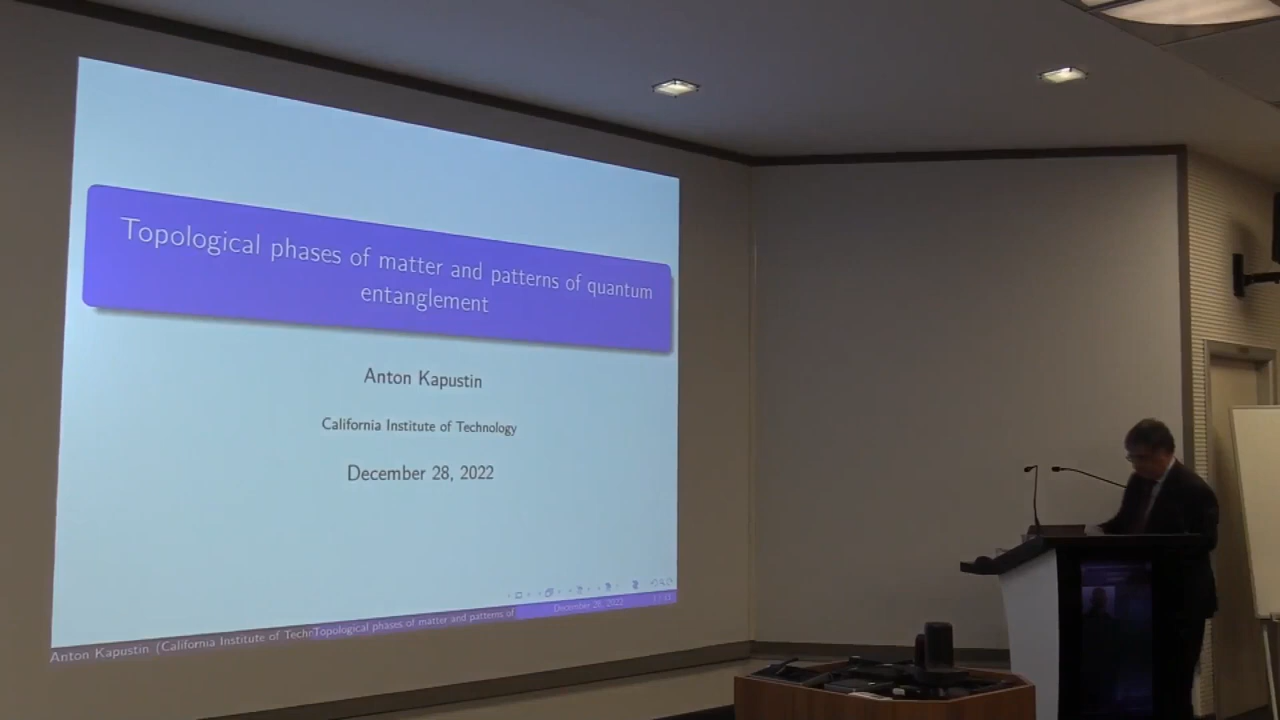 Topological phases of matter and patterns of quantum
entanglement
Anton Kapustin
California Institute of Technology
December 28, 2022
Anton Kapustin (California Institute of Techn Topological phases of matter and patterns of December 28, 2022